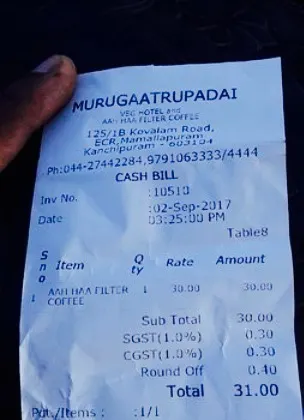 MURUGAATRUPADAI
VEG HOTEL and
AAH HAA FILTER COFFEE
125/1B Kovalam Road,
ECR,Mamallapuram
Kanchipuram - 603104
Ph:044-27442284,9791063333/4444
CASH BILL
Inv No. :10510
Date :02-Sep-2017
03:25:00 PM
Table8
Sno Item Qty Rate Amount
1 AAH HAA FILTER COFFEE 1 30.00 30.00
Sub Total 30.00
SGST(1.0%) 0.30
CGST(1.0%) 0.30
Round Off 0.40
Total 31.00
Pdt./Items : :1/1